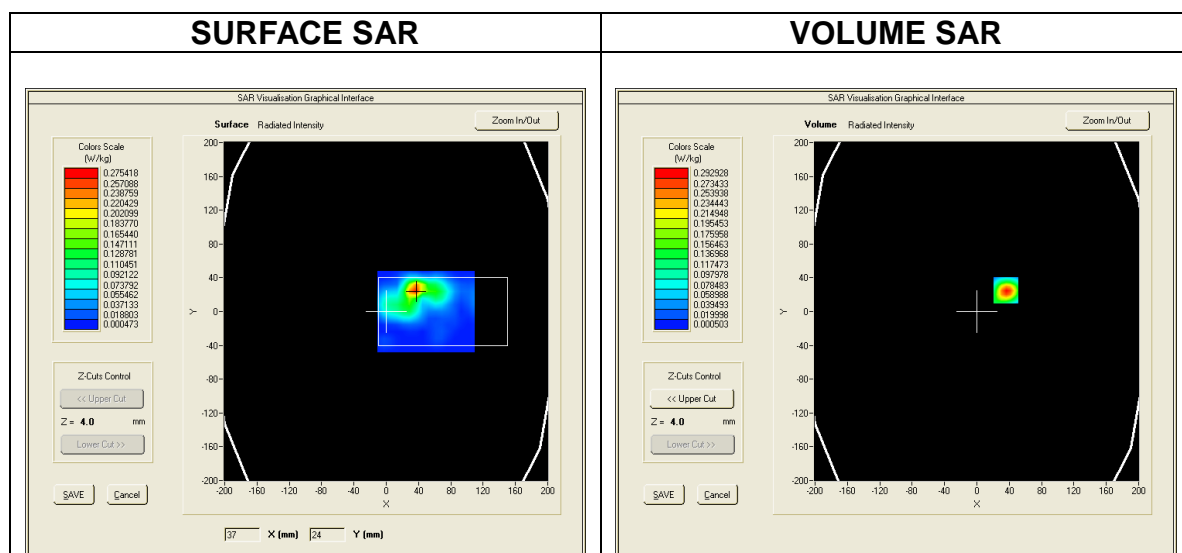 SURFACE SAR
VOLUME SAR
SAR Visualisation Graphical Interface
Surface Radiated Intensity
Zoom In/Out
Colors Scale
(W/kg)
0.275418
0.257088
0.238759
0.220429
0.202099
0.183770
0.165440
0.147111
0.128781
0.110451
0.092122
0.073792
0.055462
0.037133
0.018803
0.000473
Z-Cuts Control
<< Upper Cut
Z = 4.0 mm
Lower Cut >>
SAVE Cancel
200
160
120
80
40
0
-40
-80
-120
-160
-200
Y
-200 -160 -120 -80 -40 0 40 80 120 160 200
X
37 X (mm) 24 Y (mm)
SAR Visualisation Graphical Interface
Volume Radiated Intensity
Zoom In/Out
Colors Scale
(W/kg)
0.292928
0.273433
0.253938
0.234443
0.214948
0.195453
0.175958
0.156463
0.136968
0.117473
0.097978
0.078483
0.058988
0.039493
0.019998
0.000503
Z-Cuts Control
<< Upper Cut
Z = 4.0 mm
Lower Cut >>
SAVE Cancel
200
160
120
80
40
0
-40
-80
-120
-160
-200
Y
-200 -160 -120 -80 -40 0 40 80 120 160 200
X